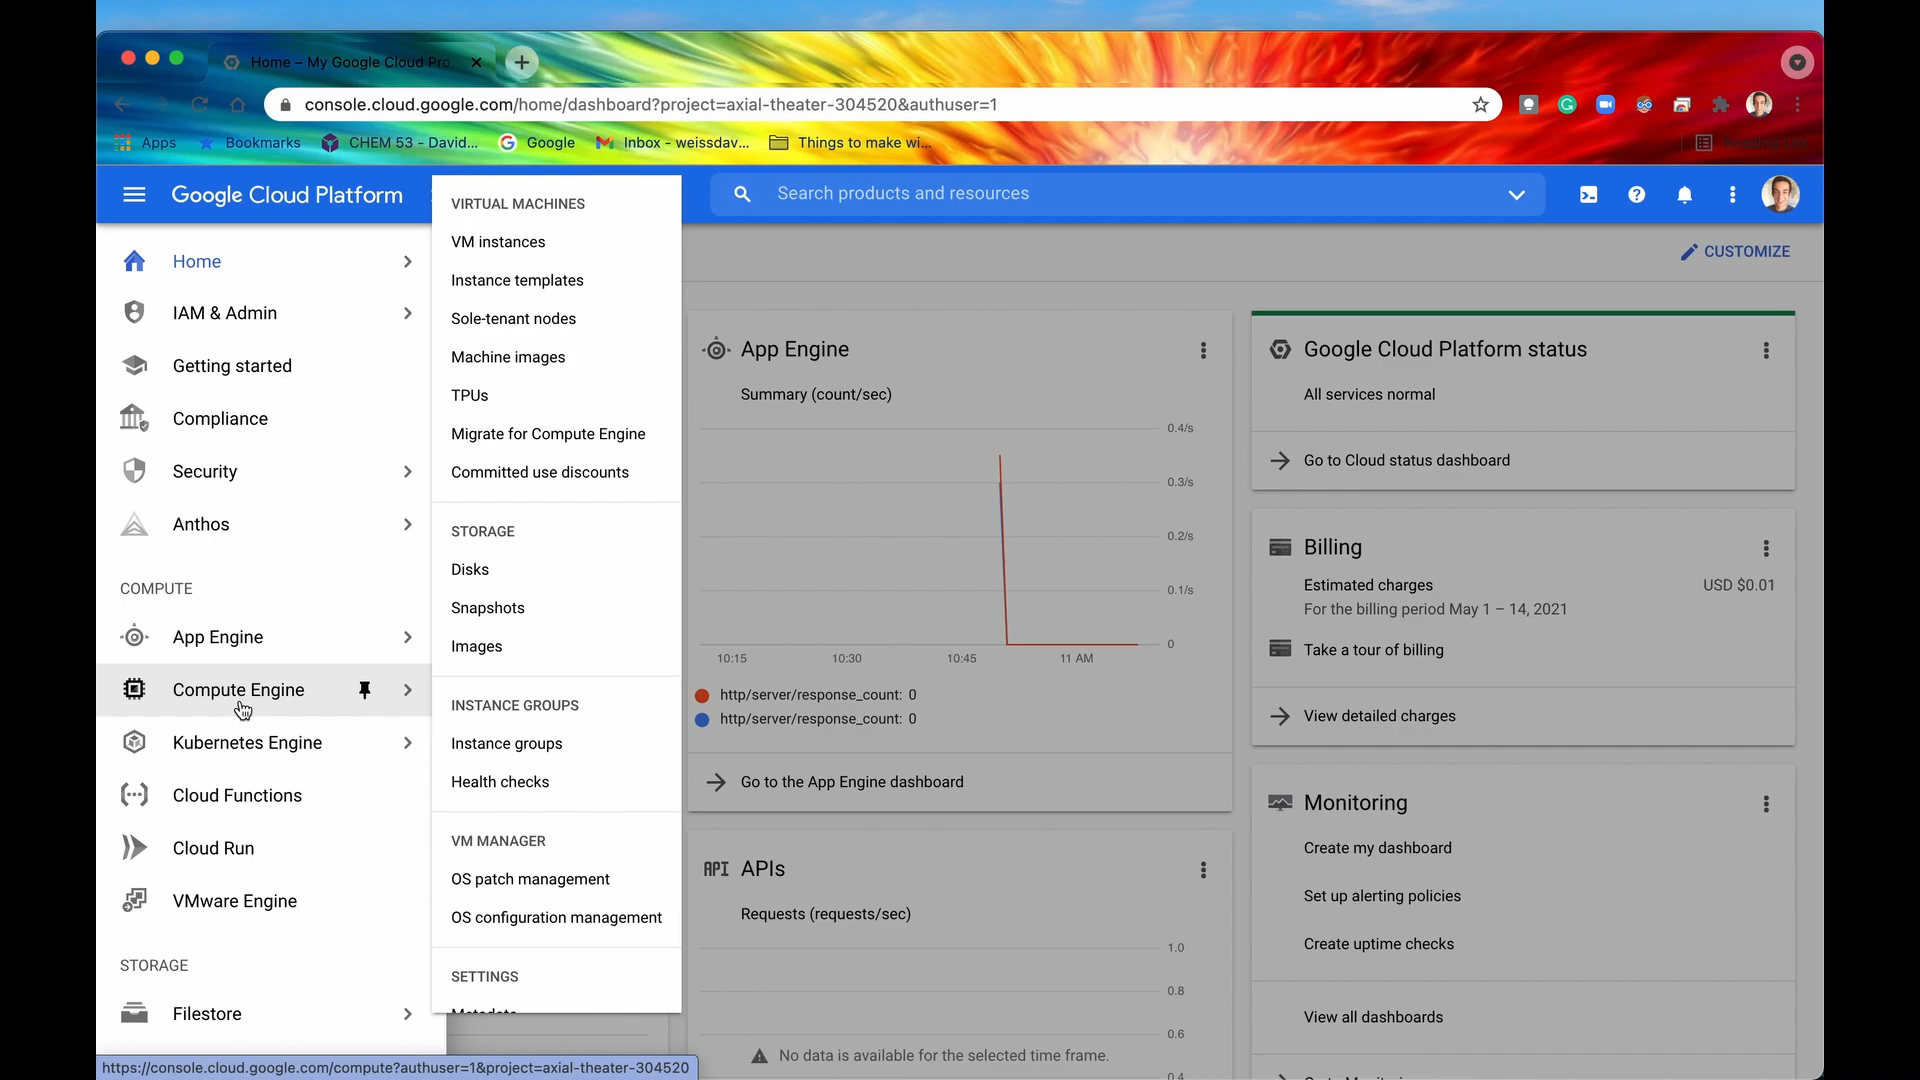 Home – My Google Cloud Pro
console.cloud.google.com/home/dashboard?project=axial-theater-304520&authuser=1
Apps
Bookmarks
CHEM 53 - David...
Google
Inbox - weissdav...
Things to make wi...
Reading List
Google Cloud Platform
Search products and resources
CUSTOMIZE
Home
IAM & Admin
Getting started
Compliance
Security
Anthos
COMPUTE
App Engine
Compute Engine
Kubernetes Engine
Cloud Functions
Cloud Run
VMware Engine
STORAGE
Filestore
VIRTUAL MACHINES
VM instances
Instance templates
Sole-tenant nodes
Machine images
TPUs
Migrate for Compute Engine
Committed use discounts
STORAGE
Disks
Snapshots
Images
INSTANCE GROUPS
Instance groups
Health checks
VM MANAGER
OS patch management
OS configuration management
SETTINGS
Metadata
App Engine
Summary (count/sec)
0.4/s
0.3/s
0.2/s
0.1/s
0
10:15 10:30 10:45 11 AM
http/server/response_count: 0
http/server/response_count: 0
Go to the App Engine dashboard
API APIs
Requests (requests/sec)
1.0
0.8
0.6
No data is available for the selected time frame.
0.4
Google Cloud Platform status
All services normal
Go to Cloud status dashboard
Billing
Estimated charges USD $0.01
For the billing period May 1 – 14, 2021
Take a tour of billing
View detailed charges
Monitoring
Create my dashboard
Set up alerting policies
Create uptime checks
View all dashboards
https://console.cloud.google.com/compute?authuser=1&project=axial-theater-304520